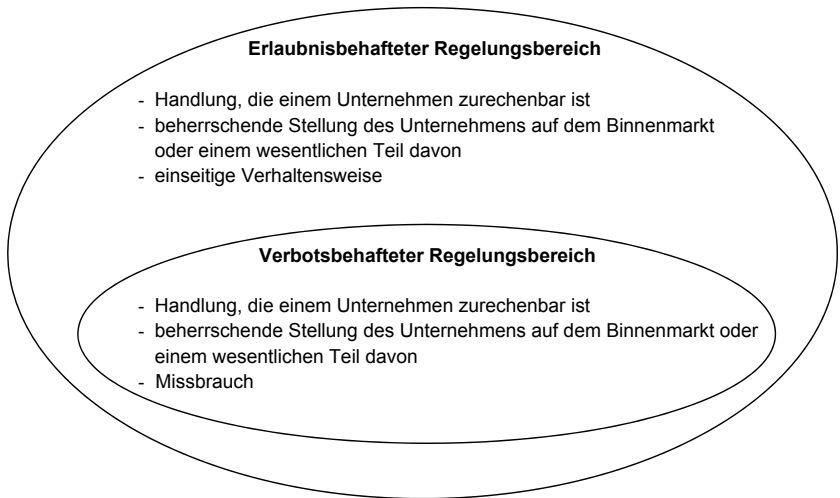 Erlaubnisbehafteter Regelungsbereich
- Handlung, die einem Unternehmen zurechenbar ist
- beherrschende Stellung des Unternehmens auf dem Binnenmarkt
oder einem wesentlichen Teil davon
- einseitige Verhaltensweise
Verbotsbehafteter Regelungsbereich
- Handlung, die einem Unternehmen zurechenbar ist
- beherrschende Stellung des Unternehmens auf dem Binnenmarkt oder
einem wesentlichen Teil davon
- Missbrauch